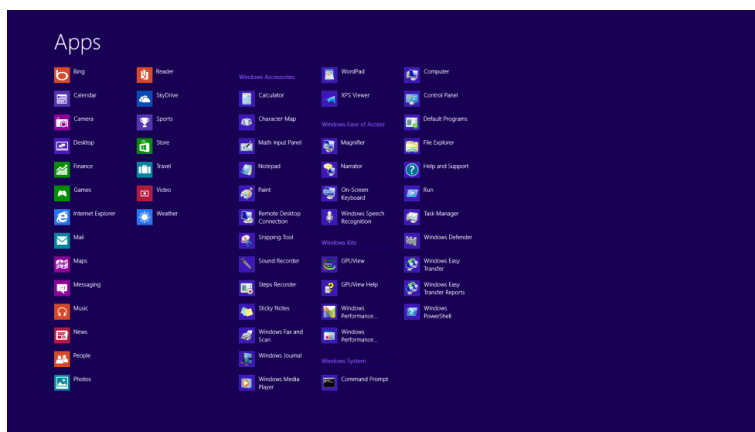 Apps
Bing
Calendar
Camera
Desktop
Finance
Games
Internet Explorer
Mail
Maps
Messaging
Music
News
People
Photos
Reader
SkyDrive
Sports
Store
Travel
Video
Weather
Windows Accessories
Calculator
Character Map
Math Input Panel
Notepad
Paint
Remote Desktop
Connection
Snipping Tool
Sound Recorder
Steps Recorder
Sticky Notes
Windows Fax and
Scan
Windows Journal
Windows Media
Player
WordPad
XPS Viewer
Windows Ease of Access
Magnifier
Narrator
On-Screen
Keyboard
Windows Speech
Recognition
Windows Kits
GPUView
GPUView Help
Windows
Performance...
Windows
Performance...
Windows System
Command Prompt
Computer
Control Panel
Default Programs
File Explorer
Help and Support
Run
Task Manager
Windows Defender
Windows Easy
Transfer
Windows Easy
Transfer Reports
Windows
PowerShell